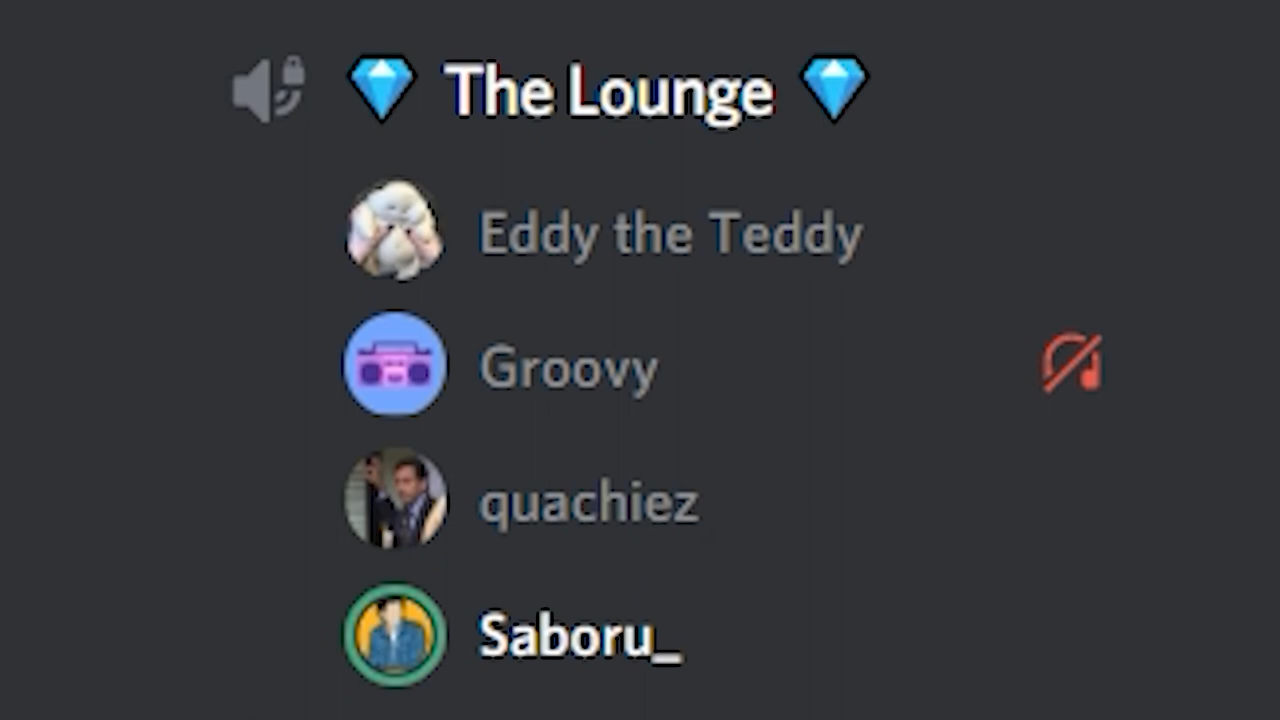 💎 The Lounge 💎
Eddy the Teddy
Groovy
quachiez
Saboru_